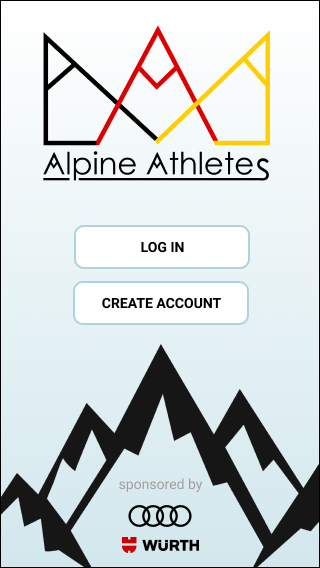 Alpine Athletes
LOG IN
CREATE ACCOUNT
sponsored by
WÜRTH